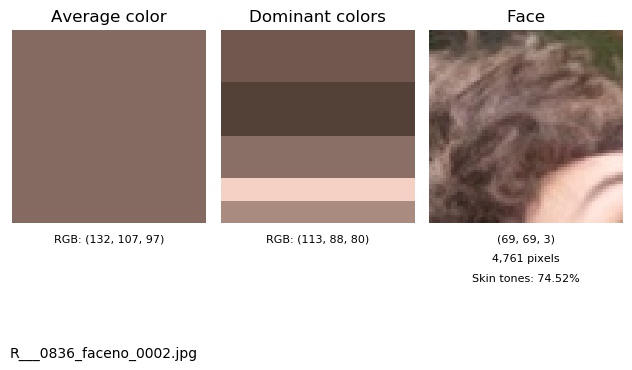 Average color
Dominant colors
Face
RGB: (132, 107, 97)
RGB: (113, 88, 80)
(69, 69, 3)
4,761 pixels
Skin tones: 74.52%
R___0836_faceno_0002.jpg